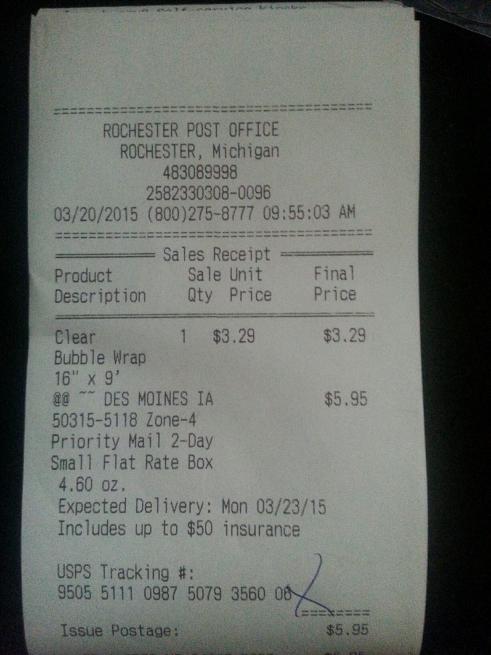 Self-service Kiosks
================================
ROCHESTER POST OFFICE
ROCHESTER, Michigan
483089998
2582330308-0096
03/20/2015 (800)275-8777 09:55:03 AM
================================
Sales Receipt
Product Sale Unit Final
Description Qty Price Price
Clear 1 $3.29 $3.29
Bubble Wrap
16" x 9'
@@ ~~ DES MOINES IA $5.95
50315-5118 Zone-4
Priority Mail 2-Day
Small Flat Rate Box
4.60 oz.
Expected Delivery: Mon 03/23/15
Includes up to $50 insurance
USPS Tracking #:
9505 5111 0987 5079 3560 06
========
Issue Postage: $5.95